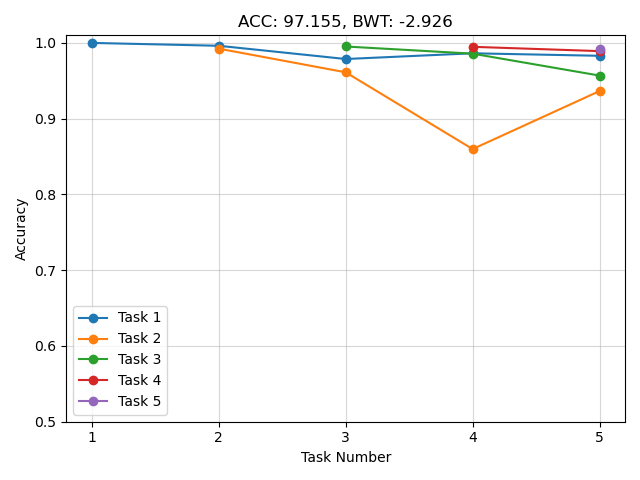 ACC: 97.155, BWT: -2.926
1.0
0.9
0.8
0.7
0.6
0.5
Accuracy
Task 1
Task 2
Task 3
Task 4
Task 5
1 2 3 4 5
Task Number